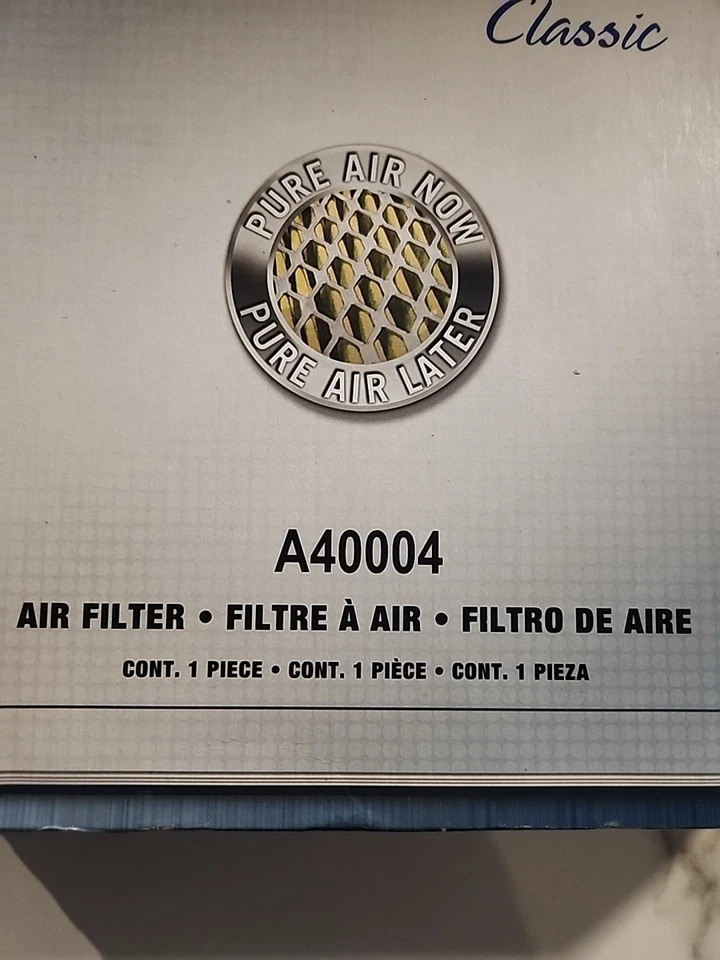 Classic
PURE AIR NOW
PURE AIR LATER
A40004
AIR FILTER • FILTRE À AIR • FILTRO DE AIRE
CONT. 1 PIECE • CONT. 1 PIÈCE • CONT. 1 PIEZA